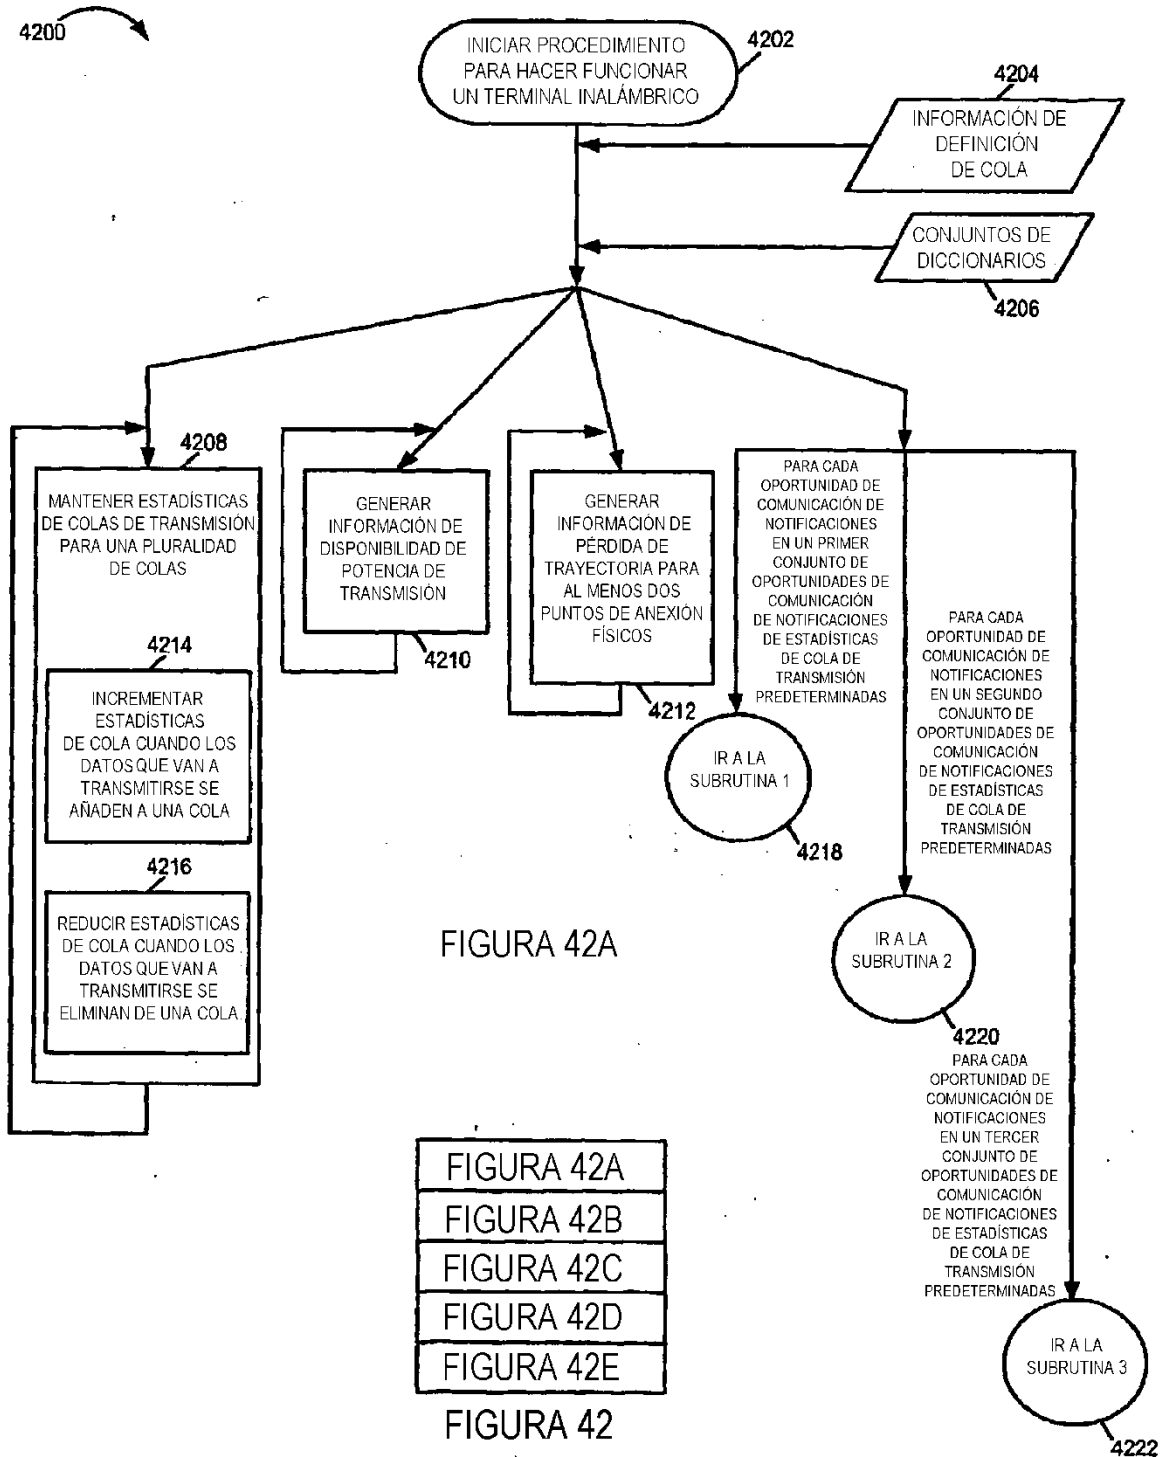 4200
INICIAR PROCEDIMIENTO
PARA HACER FUNCIONAR
UN TERMINAL INALÁMBRICO
4202
4204
INFORMACIÓN DE
DEFINICIÓN
DE COLA
CONJUNTOS DE
DICCIONARIOS
4206
4208
MANTENER ESTADÍSTICAS
DE COLAS DE TRANSMISIÓN
PARA UNA PLURALIDAD
DE COLAS
4214
INCREMENTAR
ESTADÍSTICAS
DE COLA CUANDO LOS
DATOS QUE VAN A
TRANSMITIRSE SE
AÑADEN A UNA COLA
4216
REDUCIR ESTADÍSTICAS
DE COLA CUANDO LOS
DATOS QUE VAN A
TRANSMITIRSE SE
ELIMINAN DE UNA COLA
GENERAR
INFORMACIÓN DE
DISPONIBILIDAD DE
POTENCIA DE
TRANSMISIÓN
4210
GENERAR
INFORMACIÓN DE
PÉRDIDA DE
TRAYECTORIA PARA
AL MENOS DOS
PUNTOS DE ANEXIÓN
FÍSICOS
4212
PARA CADA
OPORTUNIDAD DE
COMUNICACIÓN DE
NOTIFICACIONES
EN UN PRIMER
CONJUNTO DE
OPORTUNIDADES DE
COMUNICACIÓN
DE NOTIFICACIONES
DE ESTADÍSTICAS
DE COLA DE
TRANSMISIÓN
PREDETERMINADAS
IR A LA
SUBRUTINA 1
4218
PARA CADA
OPORTUNIDAD DE
COMUNICACIÓN DE
NOTIFICACIONES
EN UN SEGUNDO
CONJUNTO DE
OPORTUNIDADES DE
COMUNICACIÓN
DE NOTIFICACIONES
DE ESTADÍSTICAS
DE COLA DE
TRANSMISIÓN
PREDETERMINADAS
IR A LA
SUBRUTINA 2
4220
PARA CADA
OPORTUNIDAD DE
COMUNICACIÓN DE
NOTIFICACIONES
EN UN TERCER
CONJUNTO DE
OPORTUNIDADES DE
COMUNICACIÓN
DE NOTIFICACIONES
DE ESTADÍSTICAS
DE COLA DE
TRANSMISIÓN
PREDETERMINADAS
IR A LA
SUBRUTINA 3
4222
FIGURA 42A
FIGURA 42A
FIGURA 42B
FIGURA 42C
FIGURA 42D
FIGURA 42E
FIGURA 42